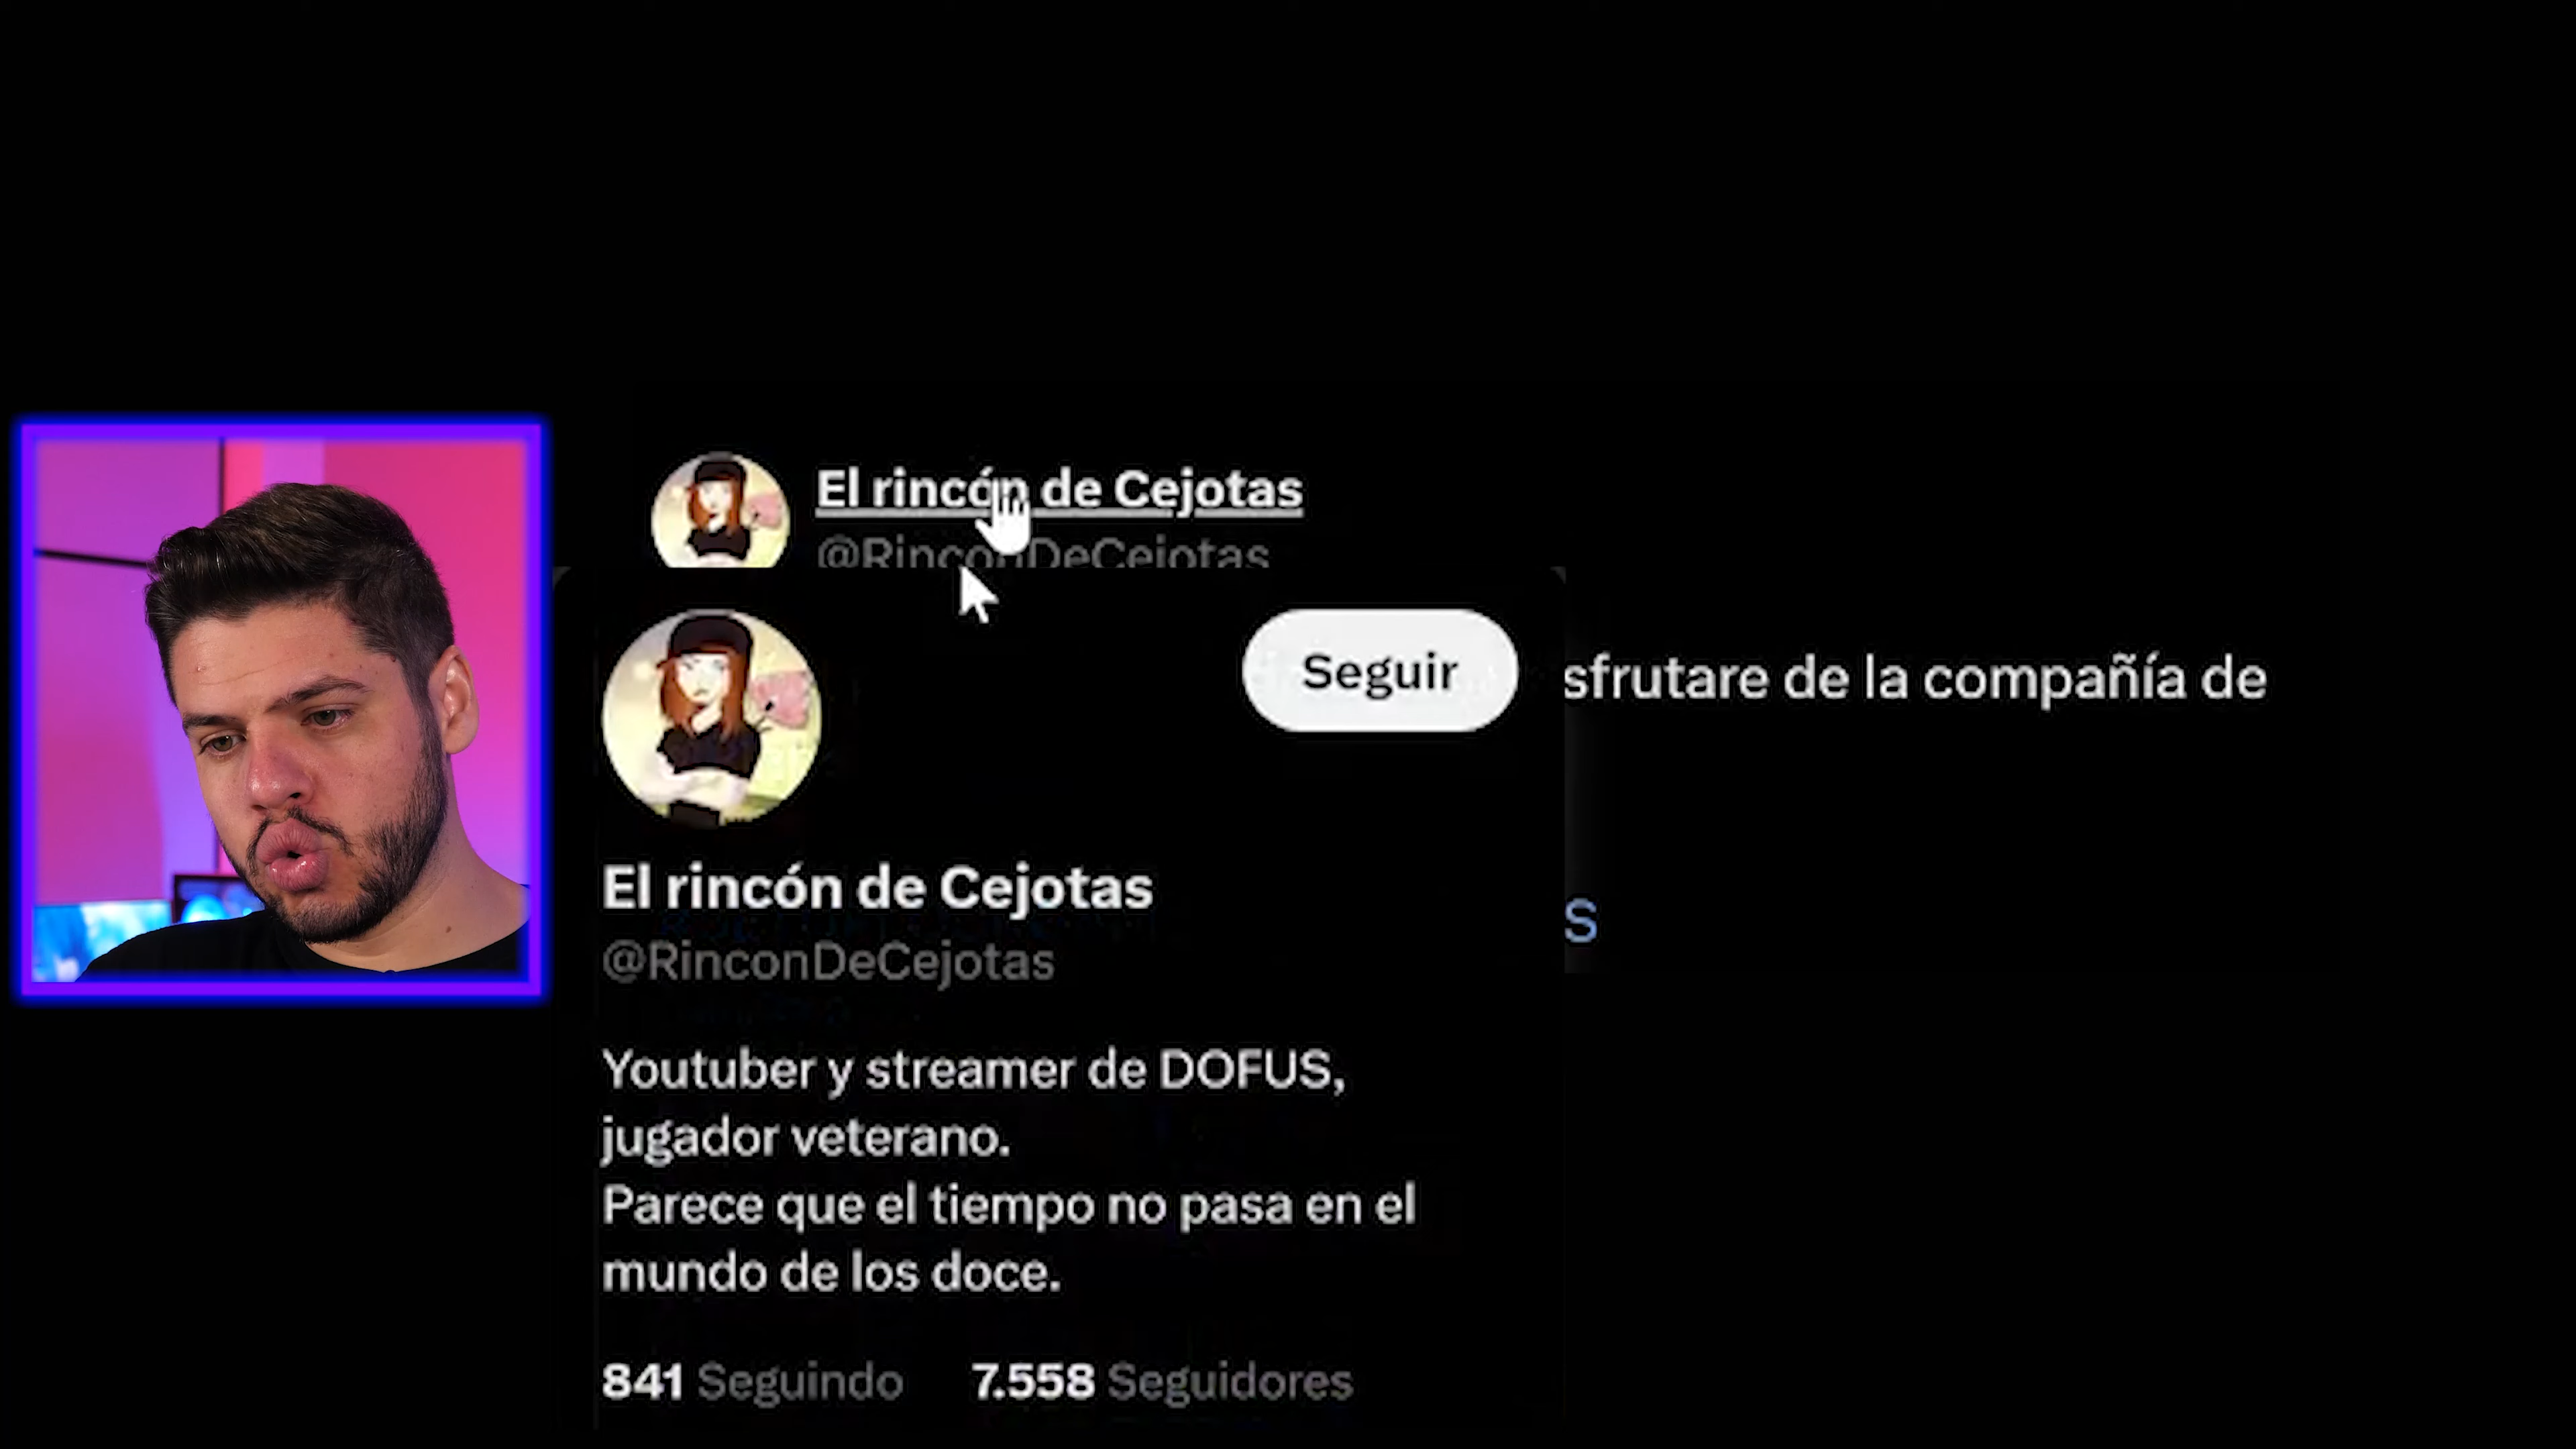 El rincón de Cejotas
@RinconDeCejotas
Seguir
sfrutare de la compañía de
El rincón de Cejotas
S
@RinconDeCejotas
Youtuber y streamer de DOFUS,
jugador veterano.
Parece que el tiempo no pasa en el
mundo de los doce.
841 Seguindo 7.558 Seguidores